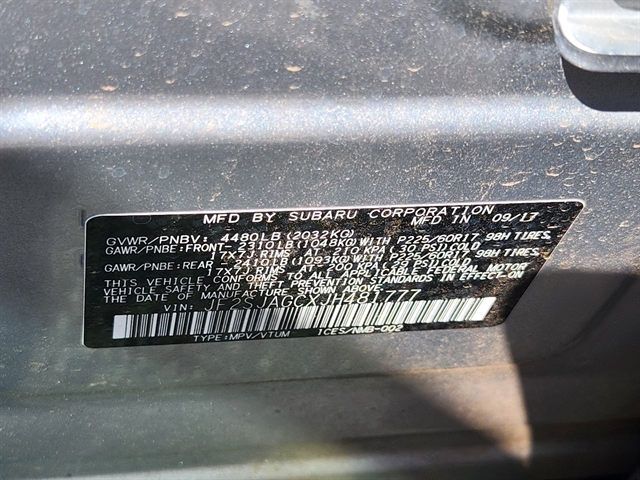 MFD BY SUBARU CORPORATION MFD IN 09/17
GVWR/PNBV: 4480LB(2032KG)
GAWR/PNBE:FRONT- 2310LB(1048KG)WITH P225/60R17 98H TIRES
17X7J RIMS AT 210 KPA( 30 PSI)COLD
GAWR/PNBE:REAR - 2410LB(1093KG)WITH P225/60R17 98H TIRES
17X7J RIMS AT 200 KPA( 29 PSI)COLD
THIS VEHICLE CONFORMS TO ALL APPLICABLE FEDERAL MOTOR
VEHICLE SAFETY AND THEFT PREVENTION STANDARDS IN EFFECT
ON THE DATE OF MANUFACTURE SHOWN ABOVE.
VIN: JF2SJAGCXJH481777
TYPE:MPV/VTUM 1CES/NMB-002